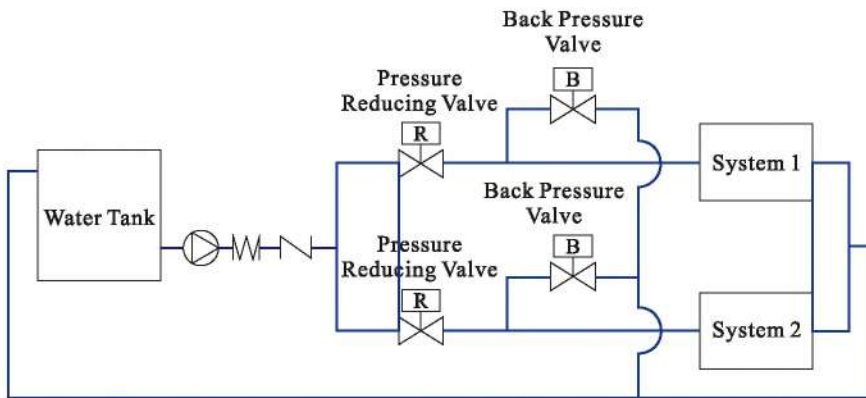 Back Pressure
Valve
B
Pressure
Reducing Valve
R
System 1
Water Tank
Back Pressure
Valve
B
Pressure
Reducing Valve
R
System 2